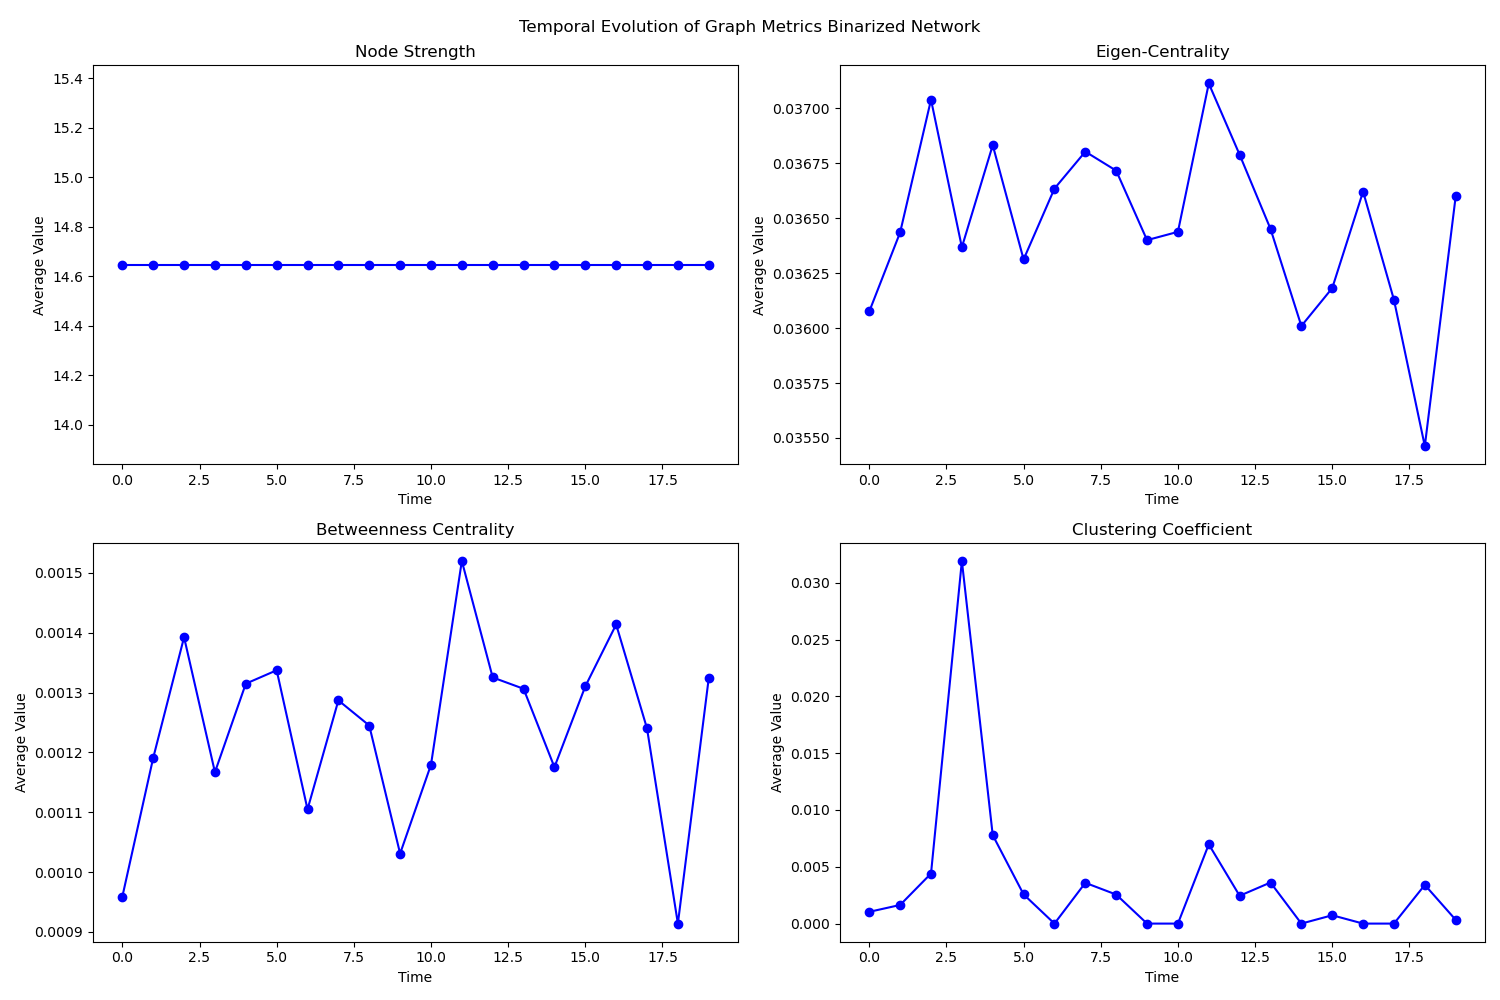 Temporal Evolution of Graph Metrics Binarized Network
Node Strength
15.4
15.2
15.0
14.8
14.6
14.4
14.2
14.0
Average Value
0.0 2.5 5.0 7.5 10.0 12.5 15.0 17.5
Time
Eigen-Centrality
0.03700
0.03675
0.03650
0.03625
0.03600
0.03575
0.03550
Average Value
0.0 2.5 5.0 7.5 10.0 12.5 15.0 17.5
Time
Betweenness Centrality
0.0015
0.0014
0.0013
0.0012
0.0011
0.0010
0.0009
Average Value
0.0 2.5 5.0 7.5 10.0 12.5 15.0 17.5
Time
Clustering Coefficient
0.030
0.025
0.020
0.015
0.010
0.005
0.000
Average Value
0.0 2.5 5.0 7.5 10.0 12.5 15.0 17.5
Time